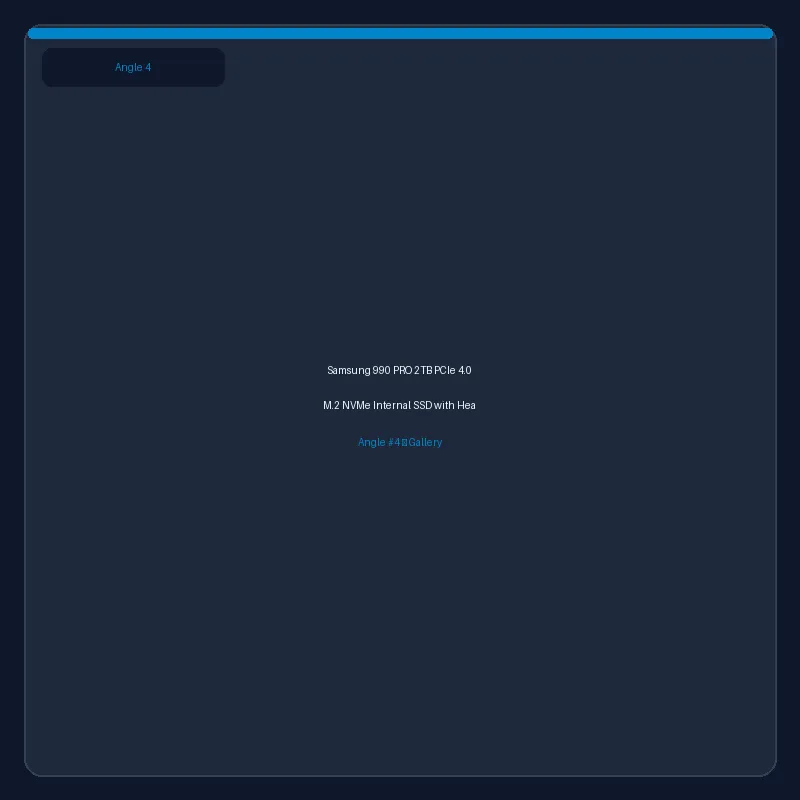 Angle 4
Samsung 990 PRO 2TB PCIe 4.0
M.2 NVMe Internal SSD with Hea
Angle #4 Gallery